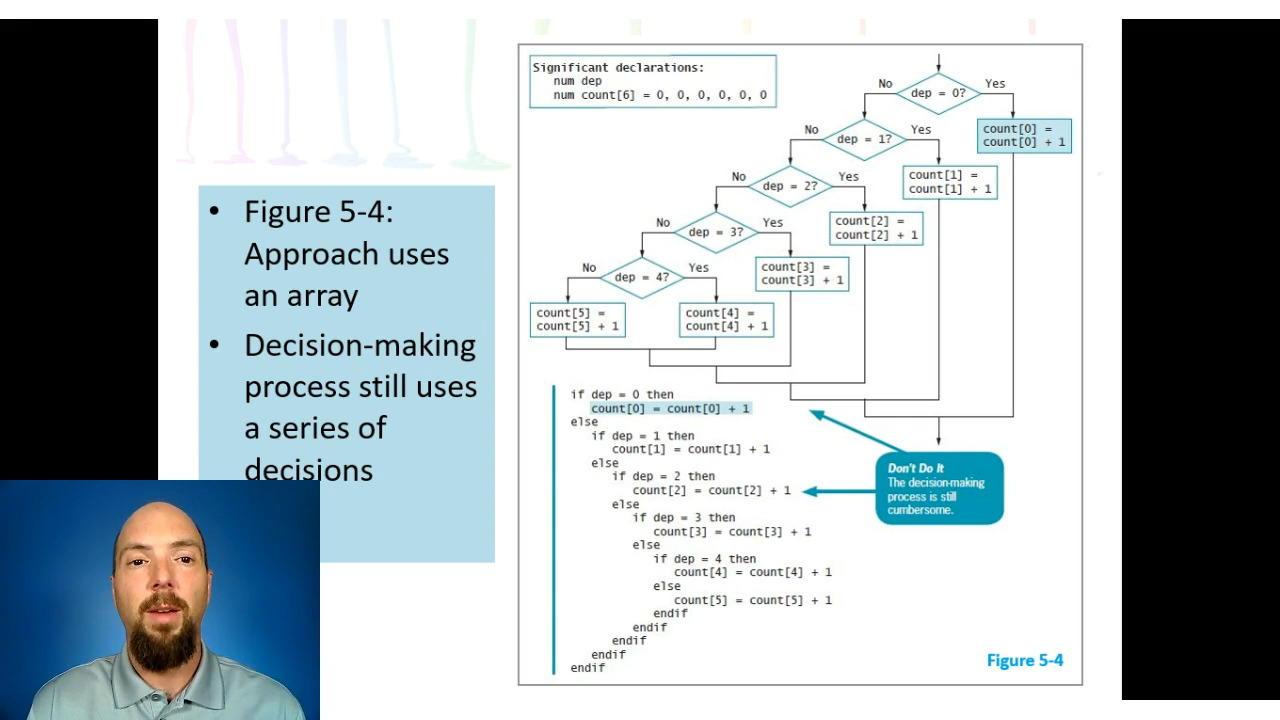 • Figure 5-4:
Approach uses
an array
• Decision-making
process still uses
a series of
decisions
Significant declarations:
num dep
num count[6] = 0, 0, 0, 0, 0, 0
dep = 0?
No
Yes
count[0] =
count[0] + 1
dep = 1?
No
Yes
count[1] =
count[1] + 1
dep = 2?
No
Yes
count[2] =
count[2] + 1
dep = 3?
No
Yes
count[3] =
count[3] + 1
dep = 4?
No
Yes
count[5] =
count[5] + 1
count[4] =
count[4] + 1
if dep = 0 then
count[0] = count[0] + 1
else
if dep = 1 then
count[1] = count[1] + 1
else
if dep = 2 then
count[2] = count[2] + 1
else
if dep = 3 then
count[3] = count[3] + 1
else
if dep = 4 then
count[4] = count[4] + 1
else
count[5] = count[5] + 1
endif
endif
endif
endif
endif
Don't Do It
The decision-making
process is still
cumbersome.
Figure 5-4